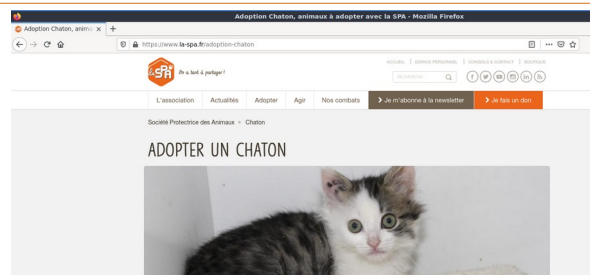 Adoption Chaton, animaux à adopter avec la SPA - Mozilla Firefox
Adoption Chaton, anima
https://www.la-spa.fr/adoption-chaton
ACCUEIL | ESPACE PERSONNEL | CONSEILS & CONTACT | BOUTIQUE
la SPA On a tant à partager !
RECHERCHE
L'association Actualités Adopter Agir Nos combats > Je m'abonne à la newsletter > Je fais un don
Société Protectrice des Animaux Chaton
ADOPTER UN CHATON